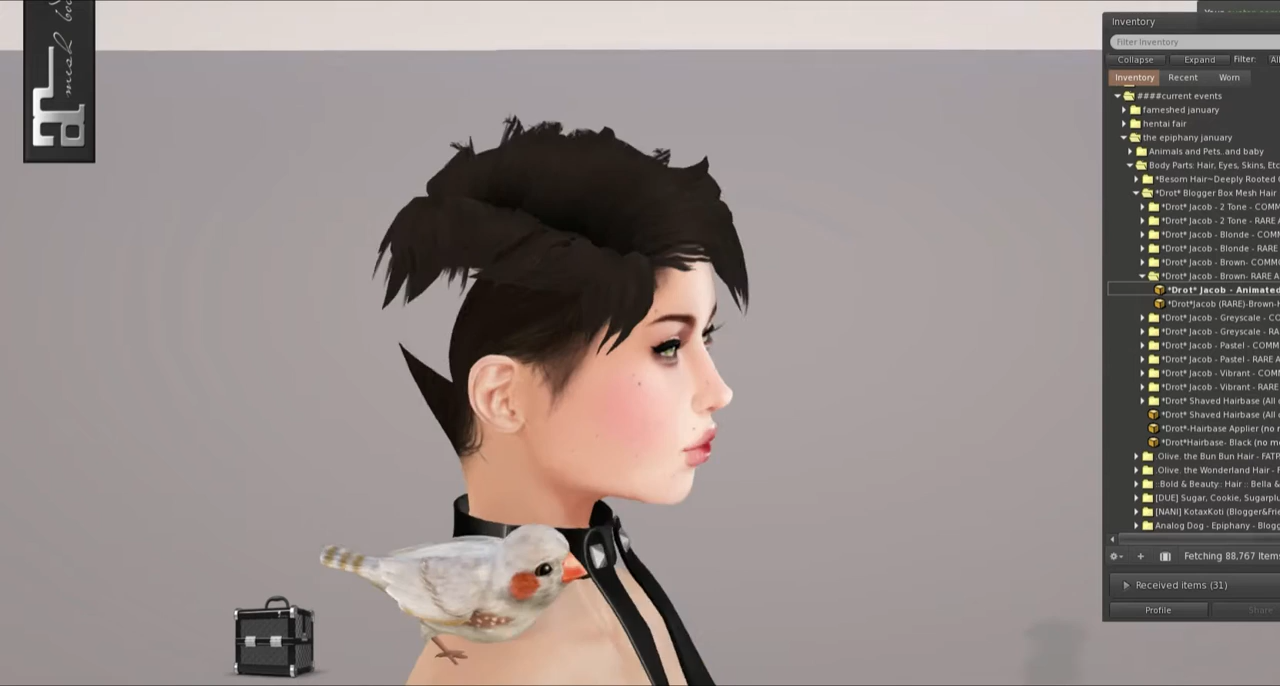 mesh
Inventory
Filter Inventory
Collapse
Expand
Filter:
Inventory
Recent
Worn
####current events
fameshed january
hentai fair
the epiphany january
Animals and Pets..and baby
Body Parts: Hair, Eyes, Skins, Etc
*Besom Hair~Deeply Rooted
*Drot* Blogger Box Mesh Hair
*Drot* Jacob - 2 Tone - COMM
*Drot* Jacob - 2 Tone - RARE
*Drot* Jacob - Blonde - COMM
*Drot* Jacob - Blonde - RARE
*Drot* Jacob - Brown- COMM
*Drot* Jacob - Brown- RARE A
*Drot* Jacob - Animated
*Drot*Jacob (RARE)-Brown-
*Drot* Jacob - Greyscale - CO
*Drot* Jacob - Greyscale - RA
*Drot* Jacob - Pastel - COMM
*Drot* Jacob - Pastel - RARE A
*Drot* Jacob - Vibrant - COM
*Drot* Jacob - Vibrant - RARE
*Drot* Shaved Hairbase (All
*Drot* Shaved Hairbase (All
*Drot*-Hairbase Applier (no
*Drot*Hairbase- Black (no m
.Olive. the Bun Bun Hair - FATP
.Olive. the Wonderland Hair -
::Bold & Beauty:: Hair :: Bella &
[DUE] Sugar, Cookie, Sugarplu
[NANI] KotaxKoti (Blogger&Frie
Analog Dog - Epiphany - Blogg
Fetching 88,767 Items
Received items (31)
Profile
Share